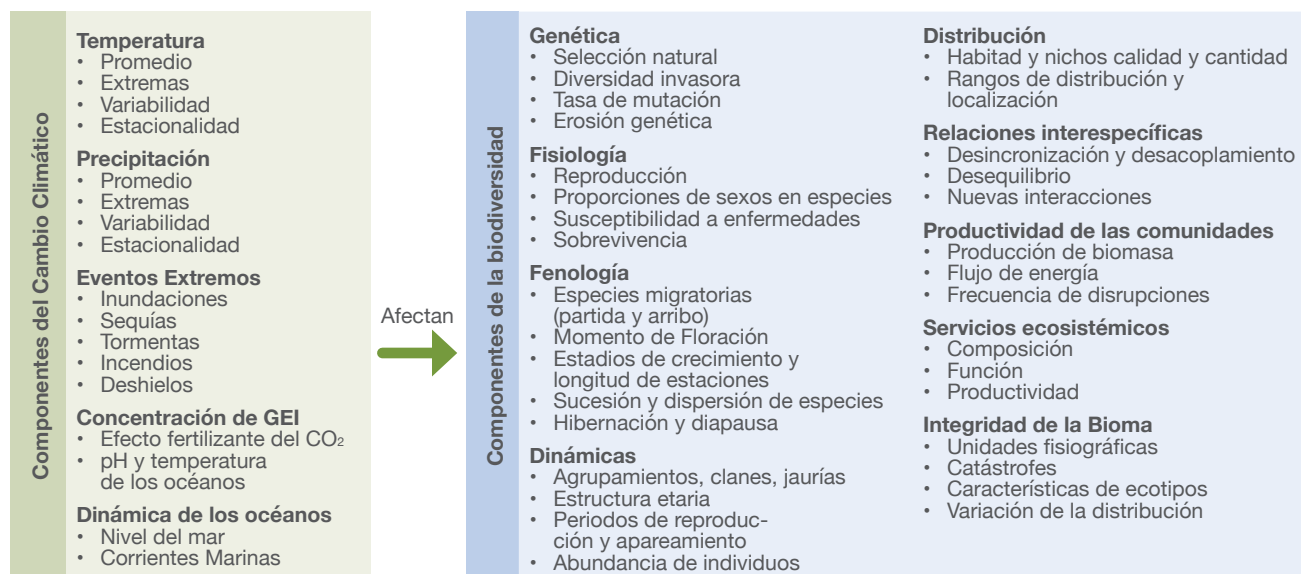 Componentes del Cambio Climático
Temperatura
• Promedio
• Extremas
• Variabilidad
• Estacionalidad
Precipitación
• Promedio
• Extremas
• Variabilidad
• Estacionalidad
Eventos Extremos
• Inundaciones
• Sequías
• Tormentas
• Incendios
• Deshielos
Concentración de GEI
• Efecto fertilizante del CO₂
• pH y temperatura
de los océanos
Dinámica de los océanos
• Nivel del mar
• Corrientes Marinas
Afectan
Componentes de la biodiversidad
Genética
• Selección natural
• Diversidad invasora
• Tasa de mutación
• Erosión genética
Fisiología
• Reproducción
• Proporciones de sexos en especies
• Susceptibilidad a enfermedades
• Sobrevivencia
Fenología
• Especies migratorias
(partida y arribo)
• Momento de Floración
• Estadios de crecimiento y
longitud de estaciones
• Sucesión y dispersión de especies
• Hibernación y diapausa
Dinámicas
• Agrupamientos, clanes, jaurías
• Estructura etaria
• Periodos de reproduc-
ción y apareamiento
• Abundancia de individuos
Distribución
• Habitad y nichos calidad y cantidad
• Rangos de distribución y
localización
Relaciones interespecíficas
• Desincronización y desacoplamiento
• Desequilibrio
• Nuevas interacciones
Productividad de las comunidades
• Producción de biomasa
• Flujo de energía
• Frecuencia de disrupciones
Servicios ecosistémicos
• Composición
• Función
• Productividad
Integridad de la Bioma
• Unidades fisiográficas
• Catástrofes
• Características de ecotipos
• Variación de la distribución